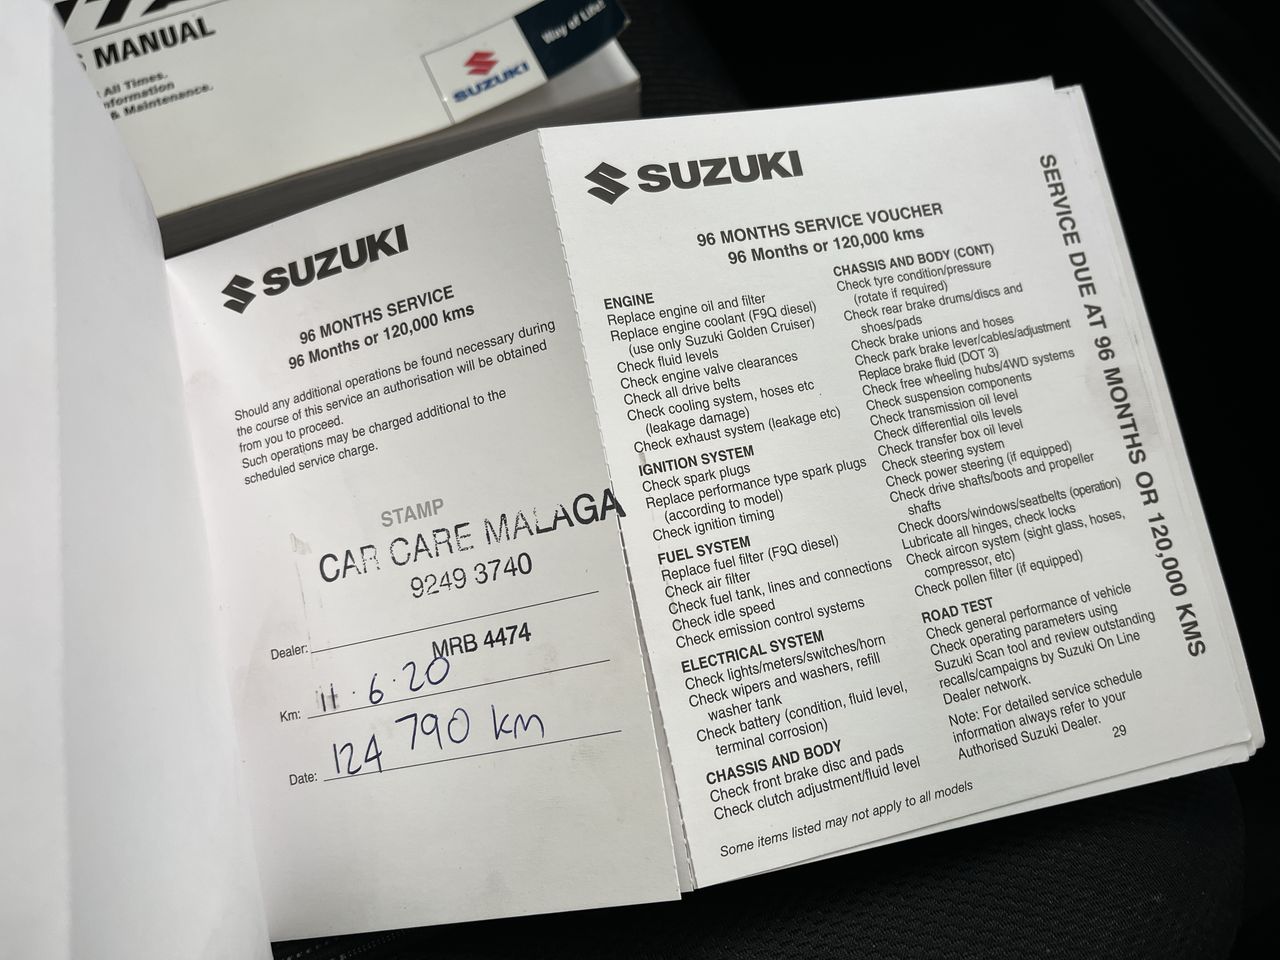 MANUAL
All Times.
& Maintenance.
SUZUKI
Way of Life!
SUZUKI
96 MONTHS SERVICE
96 Months or 120,000 kms
Should any additional operations be found necessary during
the course of this service an authorisation will be obtained
from you to proceed.
Such operations may be charged additional to the
scheduled service charge.
STAMP
CAR CARE MALAGA
9249 3740
Dealer:
MRB 4474
Km: 11.6.20
Date: 124 790 km
SUZUKI
96 MONTHS SERVICE VOUCHER
96 Months or 120,000 kms
ENGINE
Replace engine oil and filter
Replace engine coolant (F9Q diesel)
(use only Suzuki Golden Cruiser)
Check fluid levels
Check engine valve clearances
Check all drive belts
Check cooling system, hoses etc
(leakage damage)
Check exhaust system (leakage etc)
IGNITION SYSTEM
Check spark plugs
Replace performance type spark plugs
(according to model)
Check ignition timing
FUEL SYSTEM
Replace fuel filter (F9Q diesel)
Check air filter
Check fuel tank, lines and connections
Check idle speed
Check emission control systems
ELECTRICAL SYSTEM
Check lights/meters/switches/horn
Check wipers and washers, refill
washer tank
Check battery (condition, fluid level,
terminal corrosion)
CHASSIS AND BODY
Check front brake disc and pads
Check clutch adjustment/fluid level
CHASSIS AND BODY (CONT)
Check tyre condition/pressure
(rotate if required)
Check rear brake drums/discs and
shoes/pads
Check brake unions and hoses
Check park brake lever/cables/adjustment
Replace brake fluid (DOT 3)
Check free wheeling hubs/4WD systems
Check suspension components
Check transmission oil level
Check differential oils levels
Check transfer box oil level
Check steering system
Check power steering (if equipped)
Check drive shafts/boots and propeller
shafts
Check doors/windows/seatbelts (operation)
Lubricate all hinges, check locks
Check aircon system (sight glass, hoses,
compressor, etc)
Check pollen filter (if equipped)
ROAD TEST
Check general performance of vehicle
Check operating parameters using
Suzuki Scan tool and review outstanding
recalls/campaigns by Suzuki On Line
Dealer network.
Note: For detailed service schedule
information always refer to your
Authorised Suzuki Dealer.
29
Some items listed may not apply to all models
SERVICE DUE AT 96 MONTHS OR 120,000 KMS